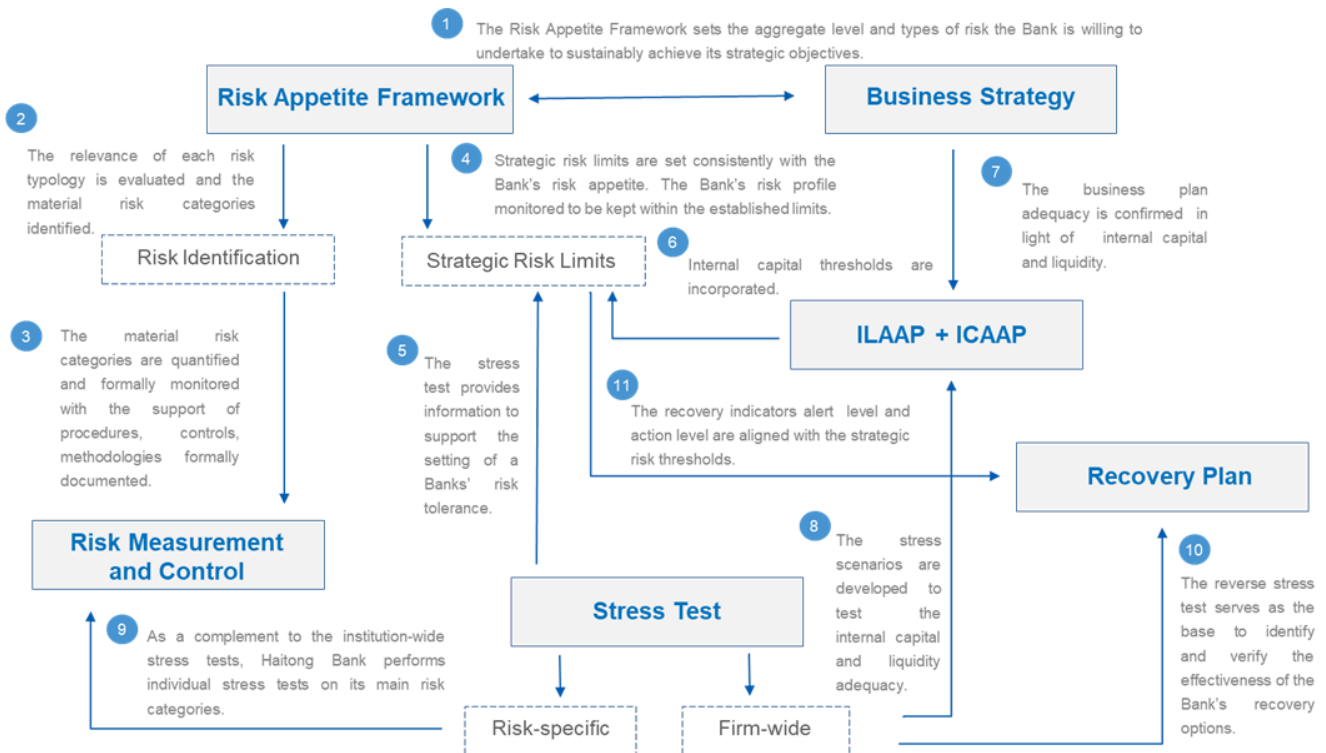 1
The Risk Appetite Framework sets the aggregate level and types of risk the Bank is willing to
undertake to sustainably achieve its strategic objectives.
Risk Appetite Framework
Business Strategy
2
The relevance of each risk
typology is evaluated and the
material risk categories
identified.
4
Strategic risk limits are set consistently with the
Bank's risk appetite. The Bank's risk profile
monitored to be kept within the established limits.
7
The business plan
adequacy is confirmed in
light of internal capital
and liquidity.
Risk Identification
Strategic Risk Limits
6
Internal capital thresholds are
incorporated.
3
The material risk
categories are quantified
and formally monitored
with the support of
procedures, controls,
methodologies formally
documented.
5
The stress
test provides
information to
support the
setting of a
Banks' risk
tolerance.
ILAAP + ICAAP
11
The recovery indicators alert level and
action level are aligned with the strategic
risk thresholds.
Recovery Plan
Risk Measurement
and Control
8
The stress
scenarios are
developed to
test the
internal capital
and liquidity
adequacy.
10
The reverse stress
test serves as the
base to identify
and verify the
effectiveness of the
Bank's recovery
options.
Stress Test
9
As a complement to the institution-wide
stress tests, Haitong Bank performs
individual stress tests on its main risk
categories.
Risk-specific
Firm-wide